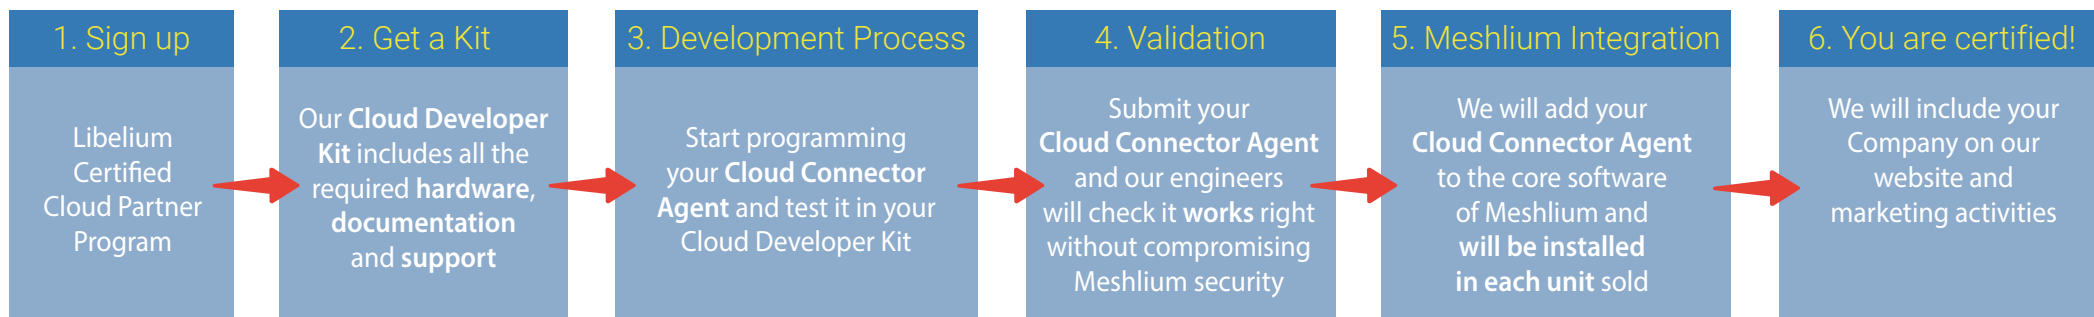 1. Sign up
Libelium
Certified
Cloud Partner
Program
2. Get a Kit
Our Cloud Developer
Kit includes all the
required hardware,
documentation
and support
3. Development Process
Start programming
your Cloud Connector
Agent and test it in your
Cloud Developer Kit
4. Validation
Submit your
Cloud Connector Agent
and our engineers
will check it works right
without compromising
Meshlium security
5. Meshlium Integration
We will add your
Cloud Connector Agent
to the core software
of Meshlium and
will be installed
in each unit sold
6. You are certified!
We will include your
Company on our
website and
marketing activities